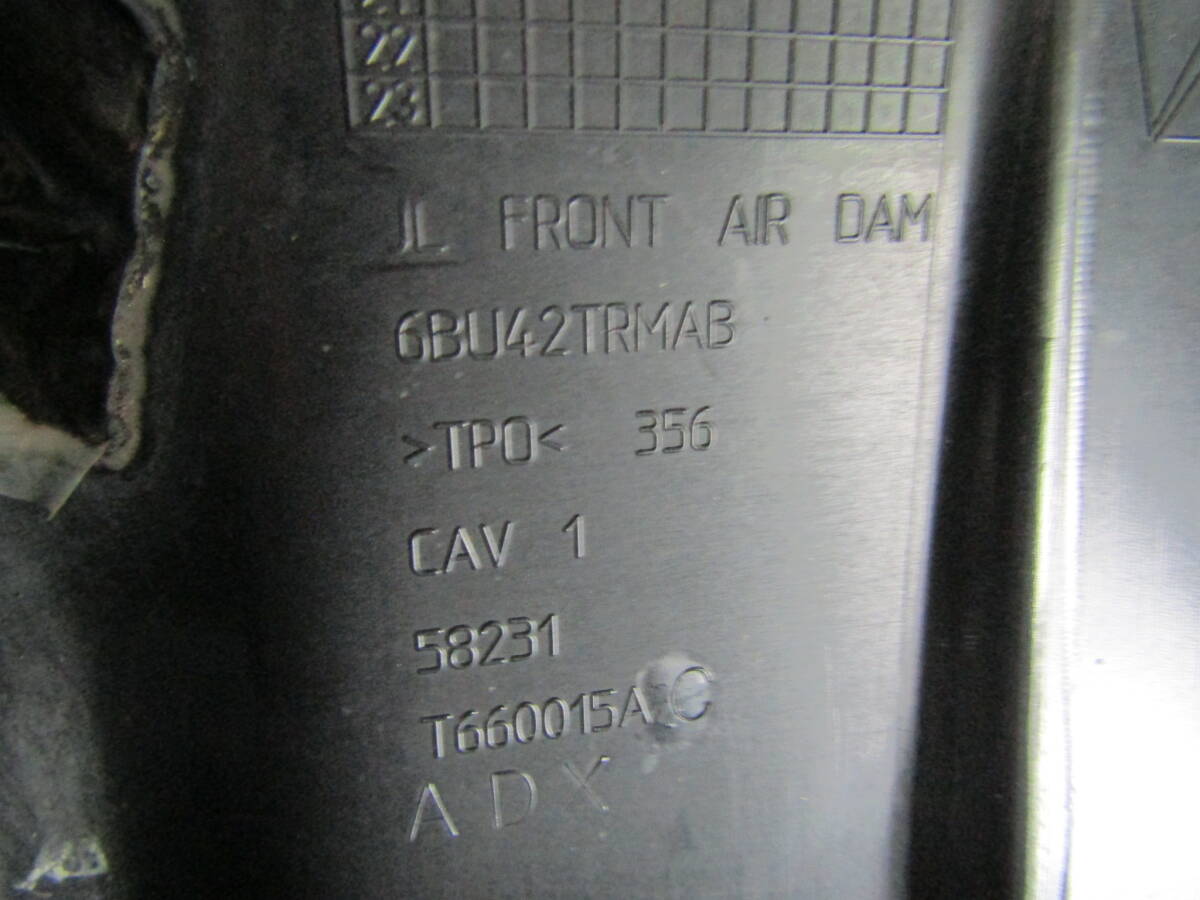 22
23
JL FRONT AIR DAM
6BU42TRMAB
>TPO< 356
CAV 1
58231
ADX